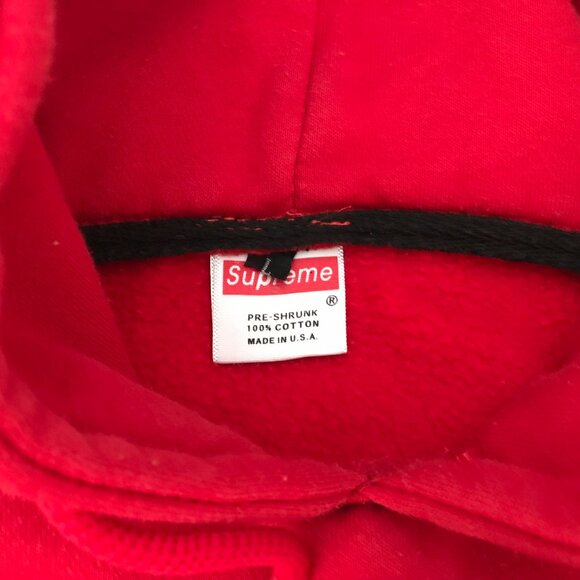 Supreme
®
PRE-SHRUNK
100% COTTON
MADE IN U.S.A.